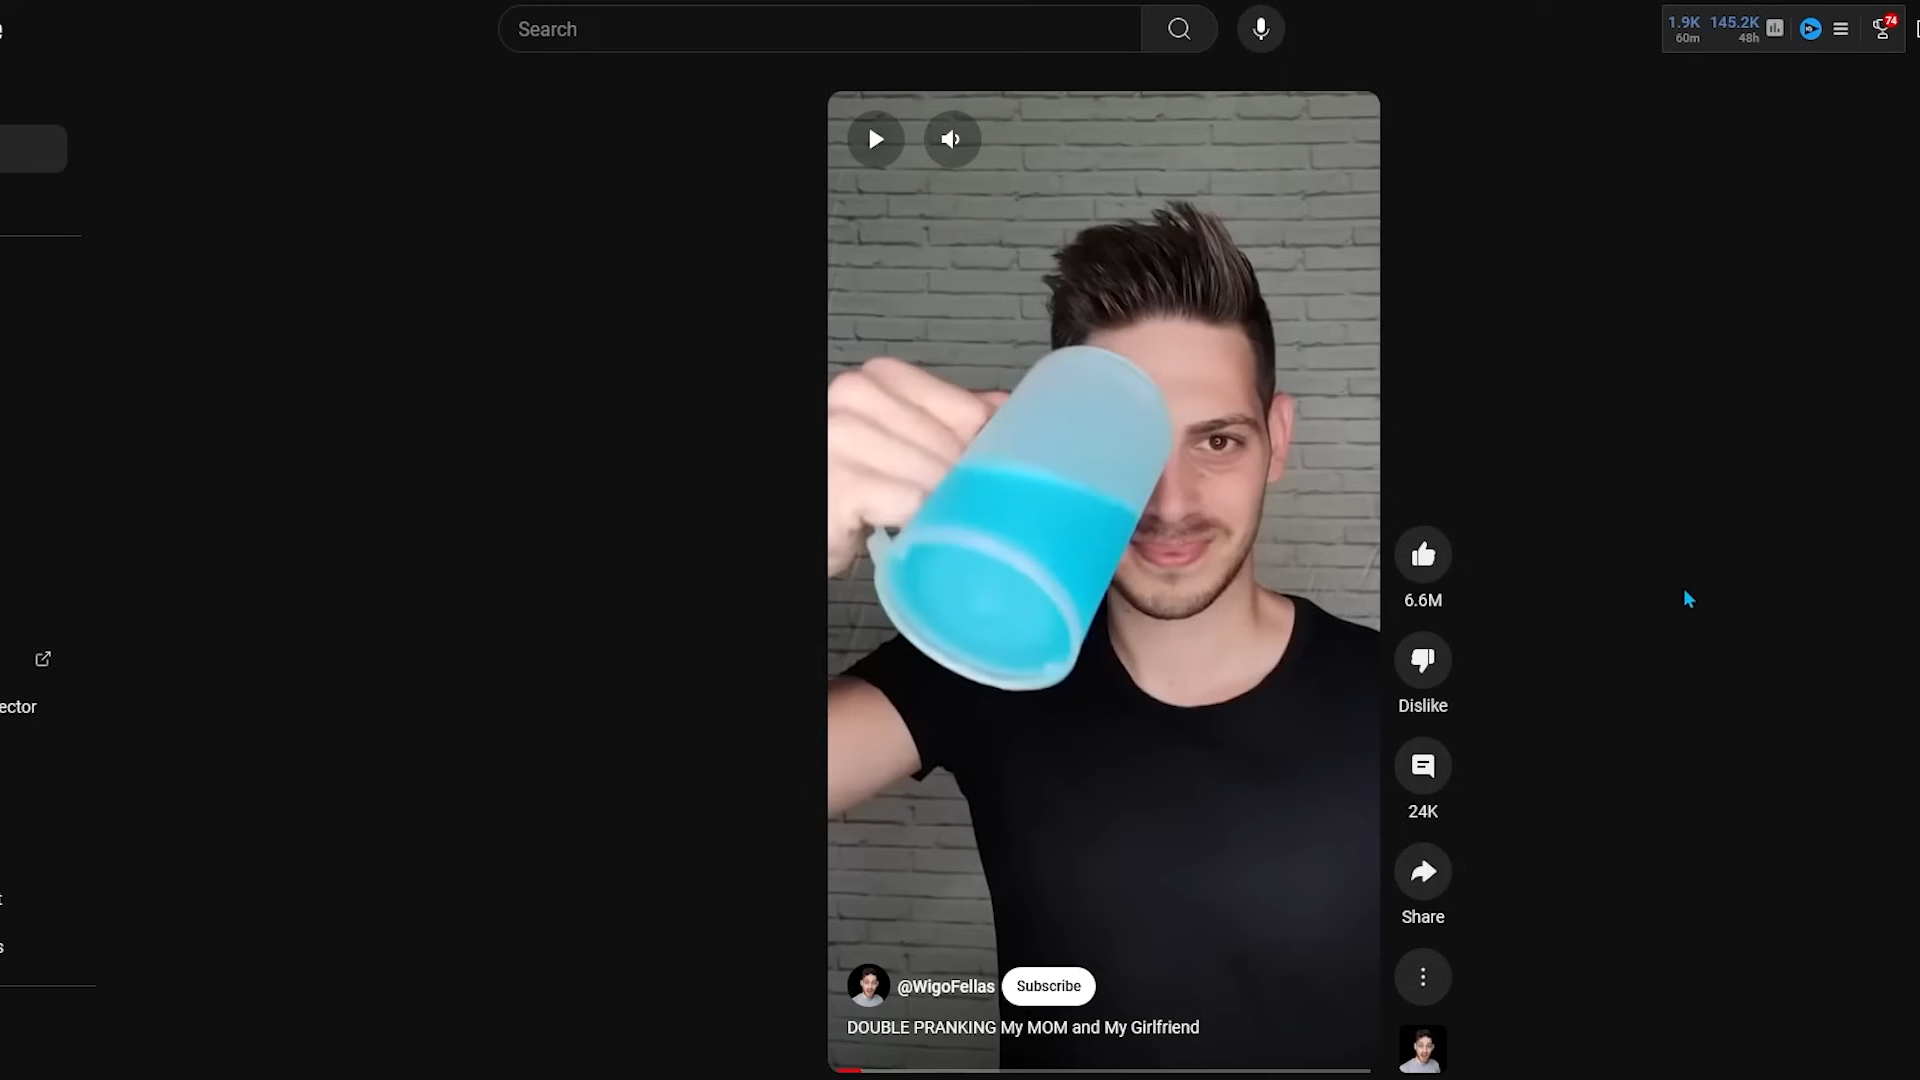 Search
1.9K 145.2K
60m 48h
74
ector
6.6M
Dislike
24K
Share
@WigoFellas Subscribe
DOUBLE PRANKING My MOM and My Girlfriend